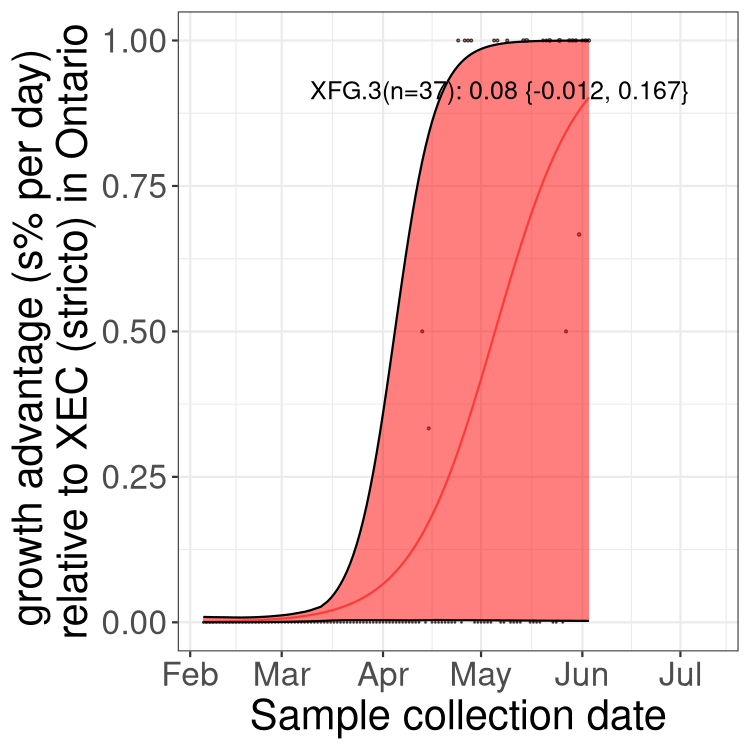 growth advantage (s% per day)
relative to XEC (stricto) in Ontario
1.00
0.75
0.50
0.25
0.00
XFG.3(n=37): 0.08 {-0.012, 0.167}
Feb Mar Apr May Jun Jul
Sample collection date